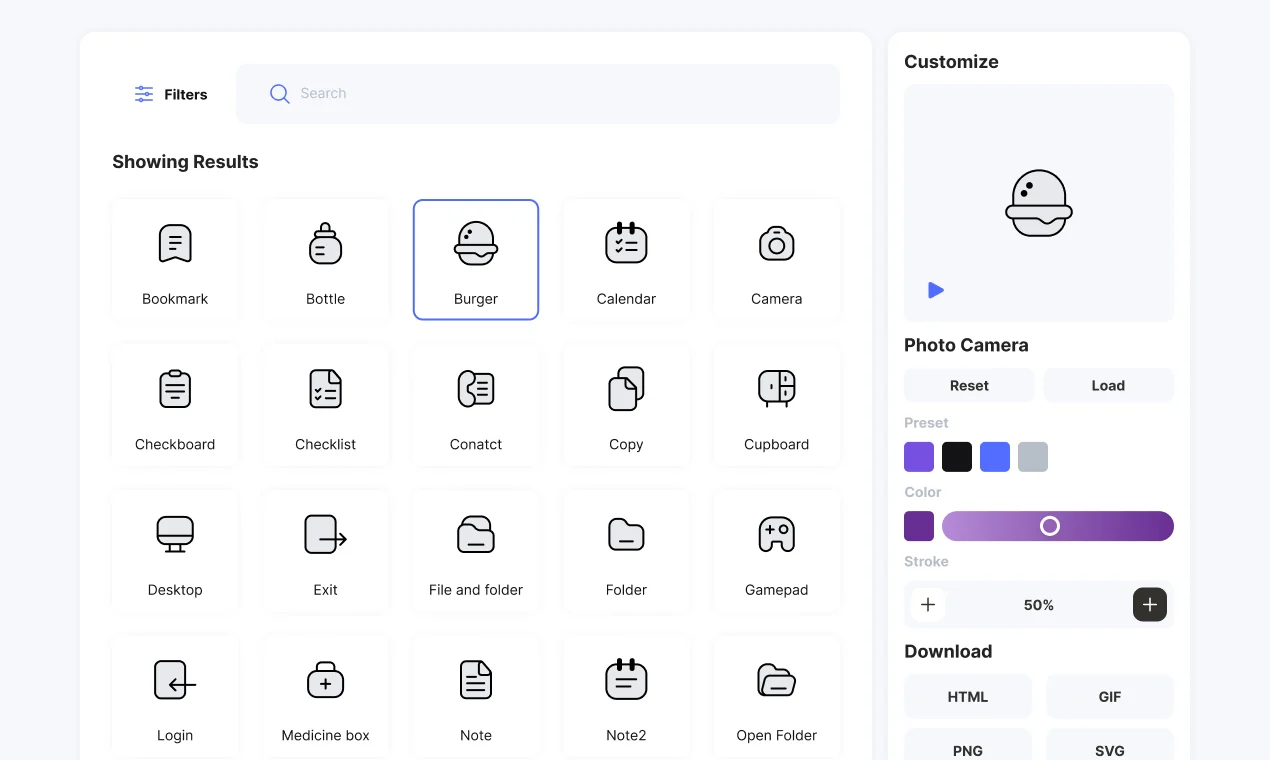 Filters
Search
Showing Results
Bookmark
Bottle
Burger
Calendar
Camera
Checkboard
Checklist
Conatct
Copy
Cupboard
Desktop
Exit
File and folder
Folder
Gamepad
Login
Medicine box
Note
Note2
Open Folder
Customize
Photo Camera
Reset
Load
Preset
Color
Stroke
50%
Download
HTML
GIF
PNG
SVG